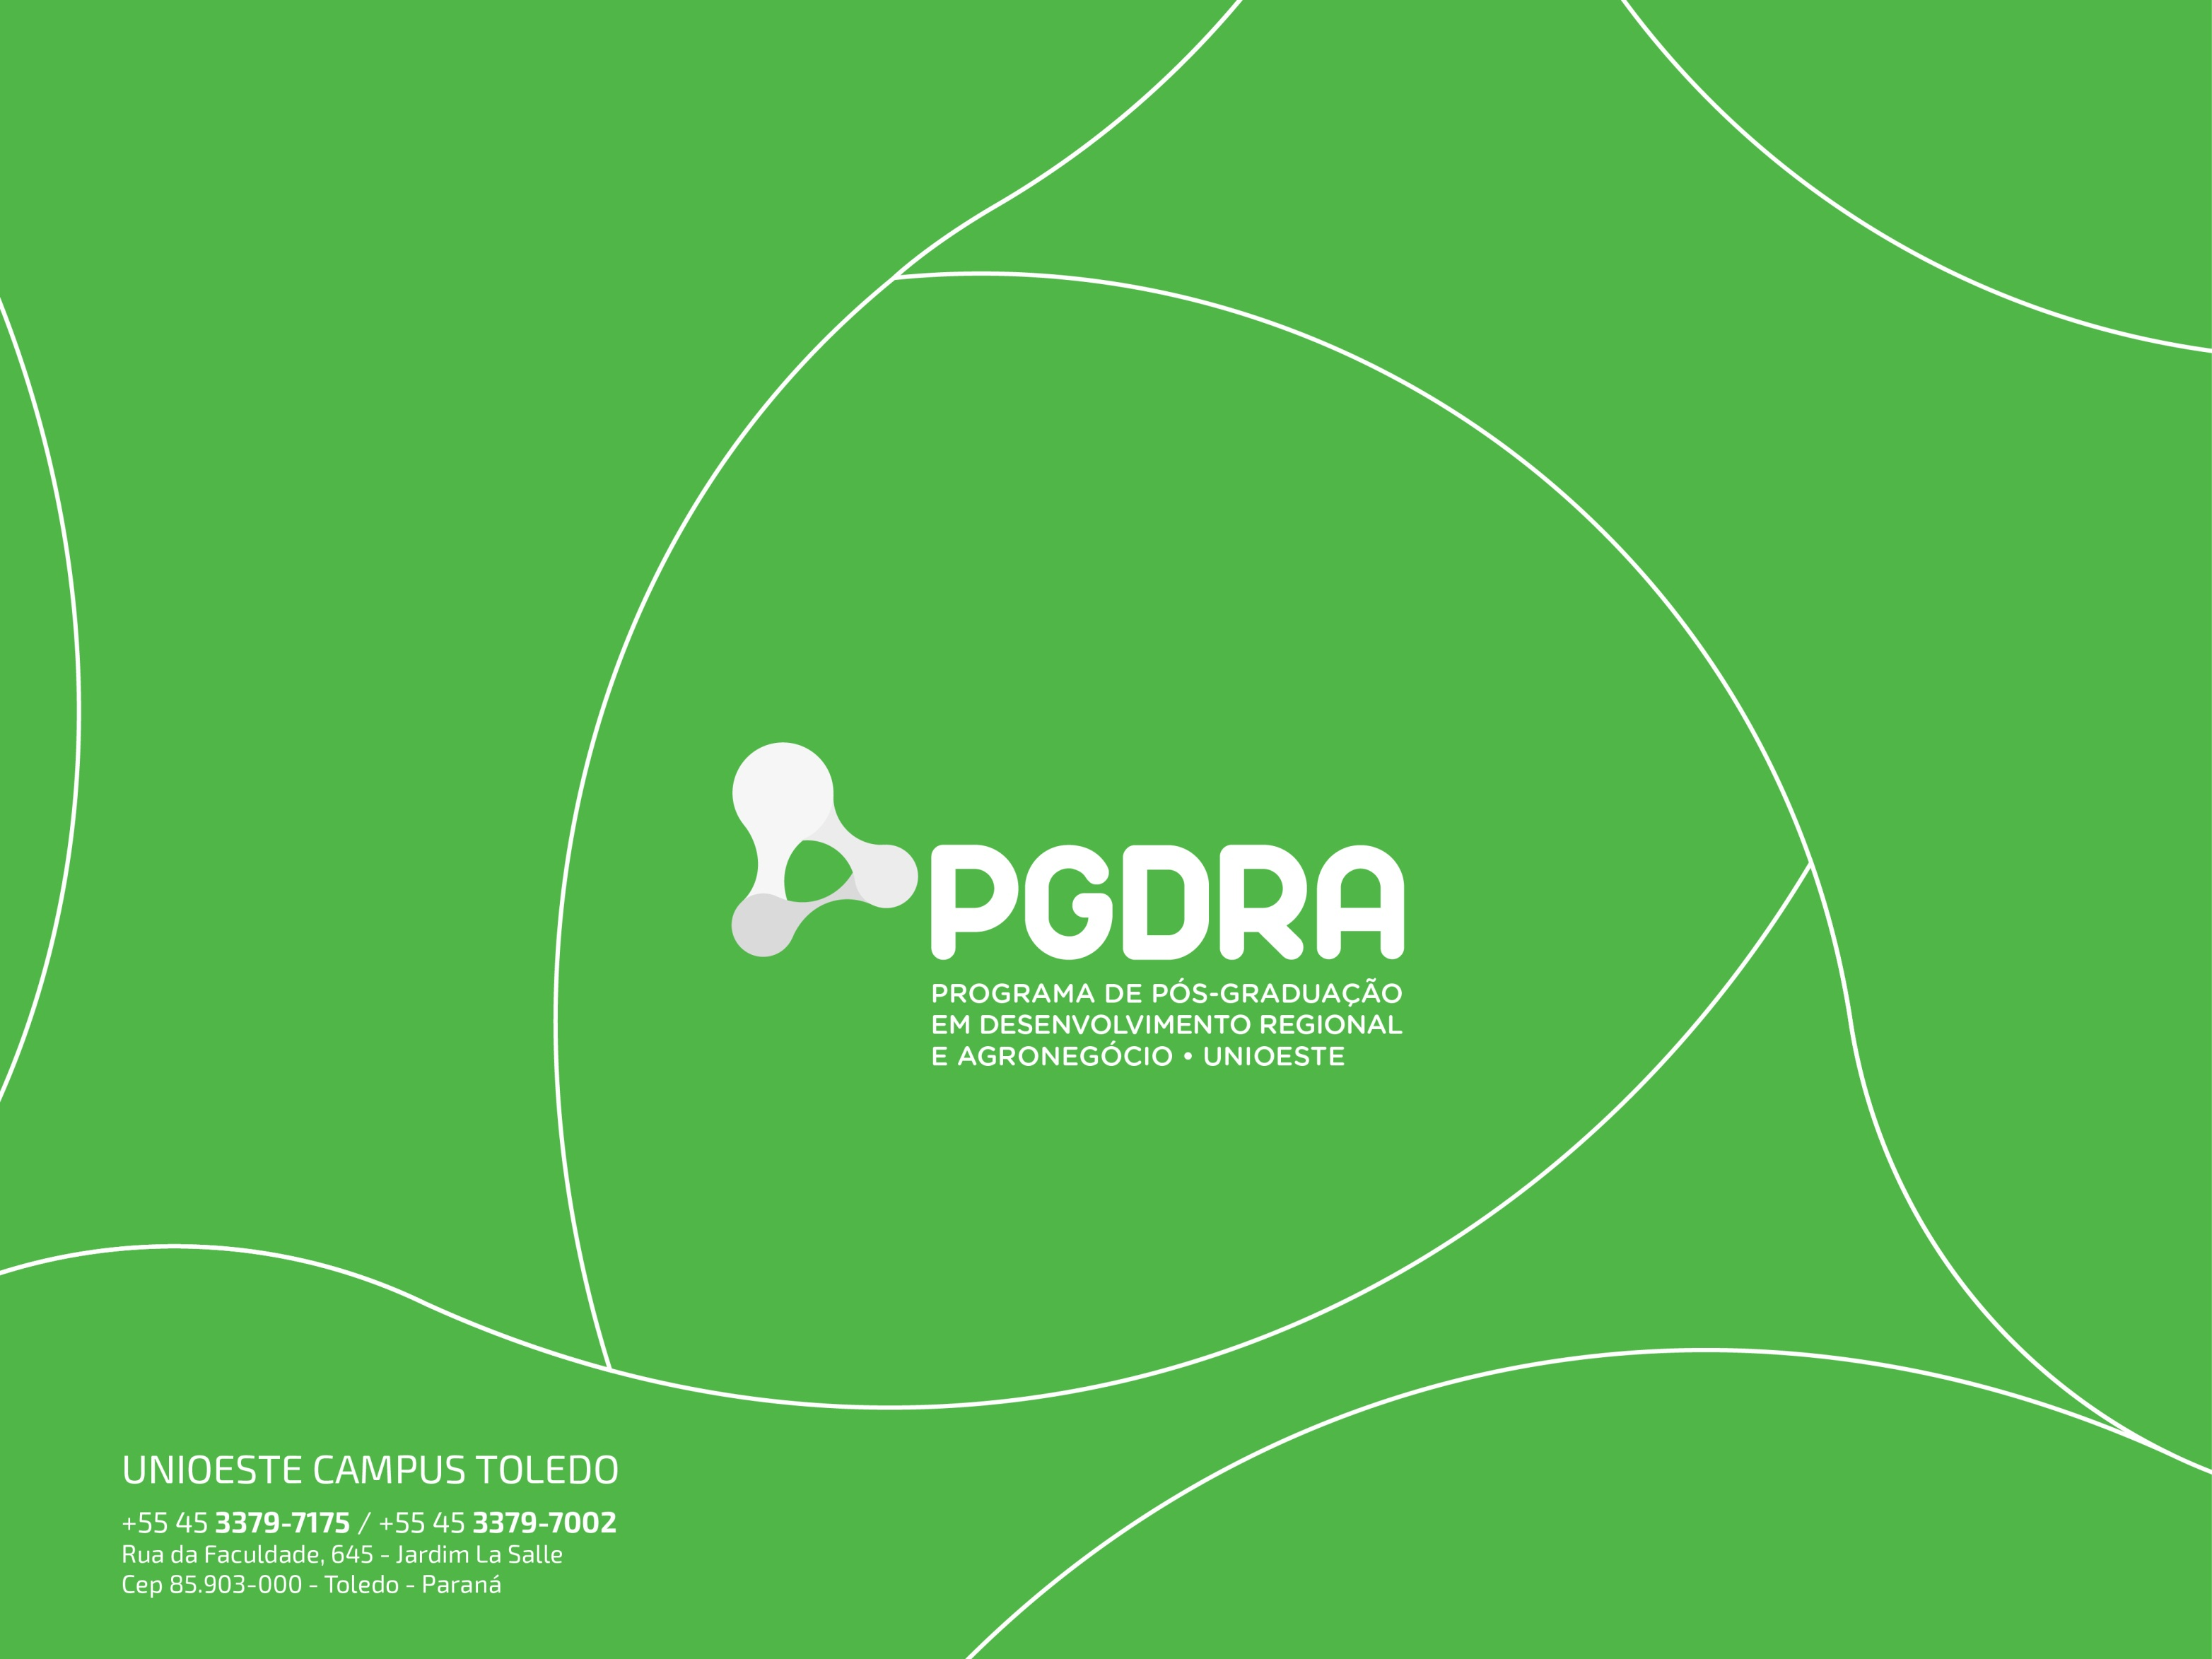 PGDRA
PROGRAMA DE PÓS-GRADUAÇÃO
EM DESENVOLVIMENTO REGIONAL
E AGRONEGÓCIO • UNIOESTE
UNIOESTE CAMPUS TOLEDO
+55 45 3379-7175 / +55 45 3379-7002
Rua da Faculdade, 645 - Jardim La Salle
Cep 85.903-000 - Toledo - Paraná